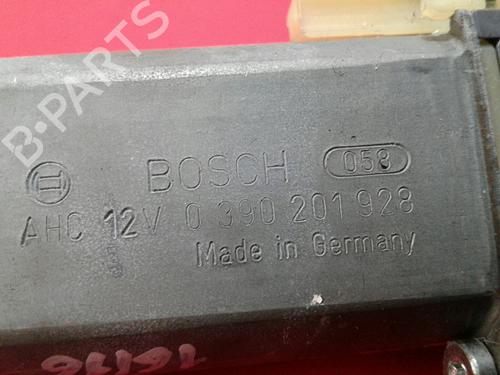 BOSCH 058
AHC 12V 0 390 201 928
Made in Germany
B-PARTS